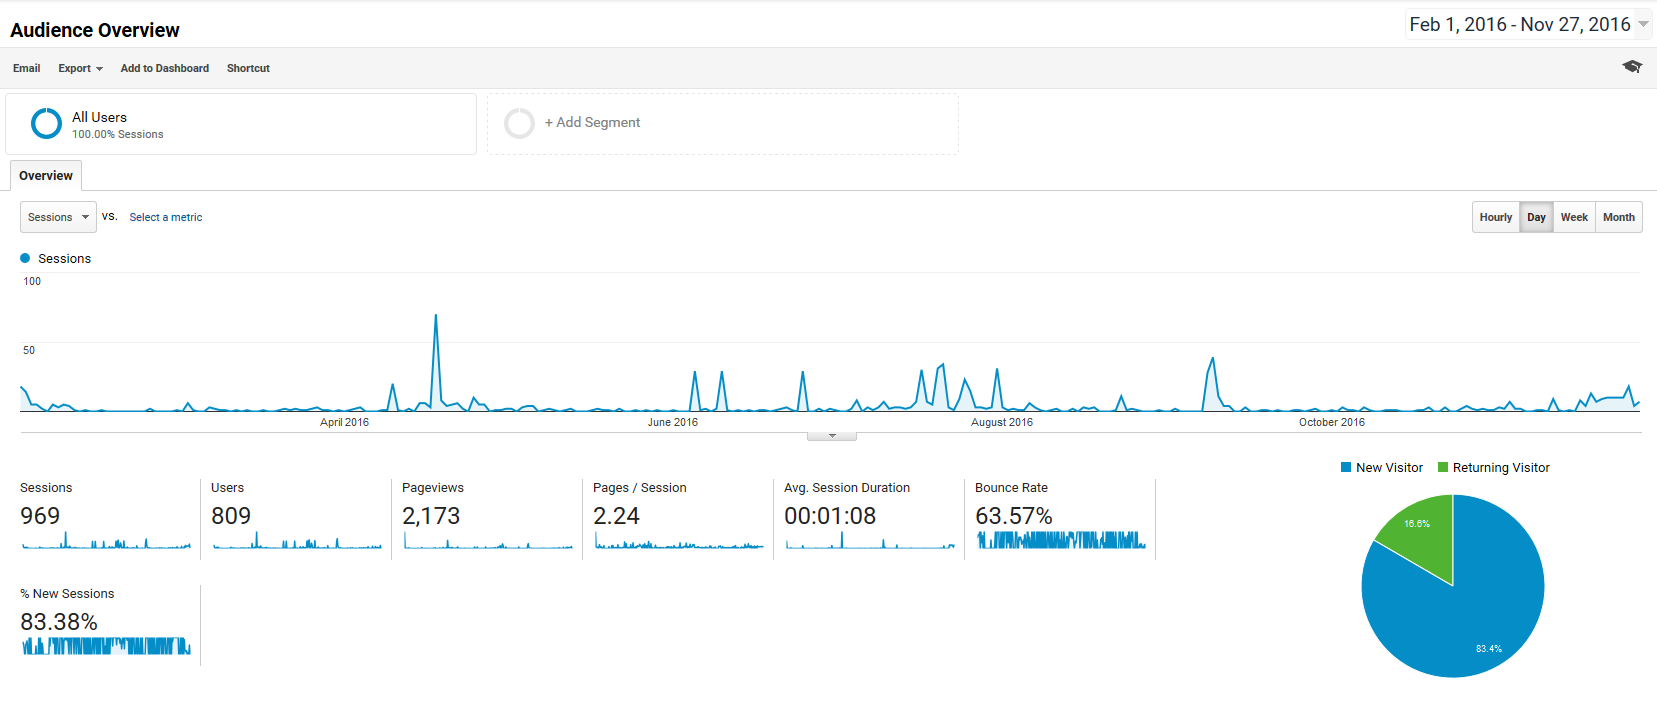 Audience Overview
Feb 1, 2016 - Nov 27, 2016
Email Export Add to Dashboard Shortcut
All Users
100.00% Sessions
+ Add Segment
Overview
Sessions vs. Select a metric
Hourly Day Week Month
Sessions
100
50
April 2016 June 2016 August 2016 October 2016
New Visitor Returning Visitor
Sessions
969
Users
809
Pageviews
2,173
Pages / Session
2.24
Avg. Session Duration
00:01:08
Bounce Rate
63.57%
% New Sessions
83.38%
16.6%
83.4%